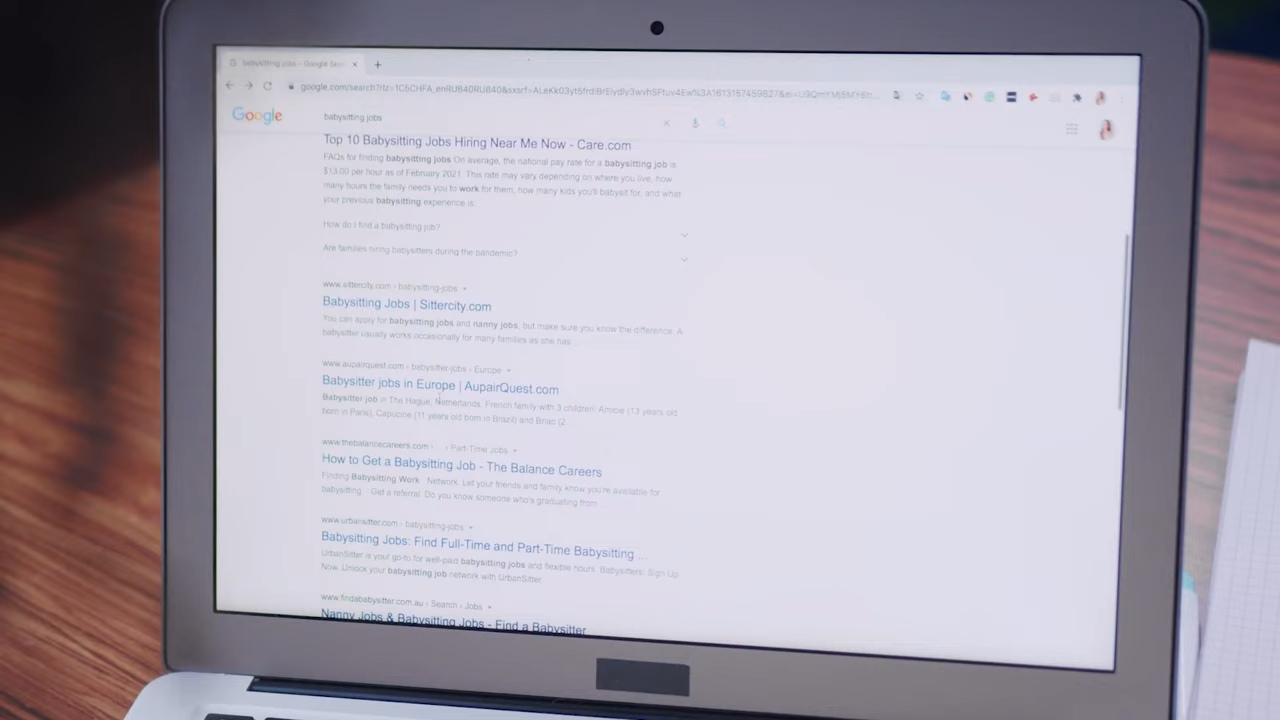 babysitting jobs - Google Sear
google.com/search?rlz=1C5CHFA_enRU840RU840&sxsrf=
Google
babysitting jobs
Top 10 Babysitting Jobs Hiring Near Me Now - Care.com
FAQs for finding babysitting jobs On average, the national pay rate for a babysitting job is
$13.00 per hour as of February 2021. This rate may vary depending on where you live, how
many hours the family needs you to work for them, how many kids you'll babysit for, and what
your previous babysitting experience is.
How do I find a babysitting job?
Are families hiring babysitters during the pandemic?
www.sittercity.com › babysitting-jobs
Babysitting Jobs | Sittercity.com
You can apply for babysitting jobs and nanny jobs, but make sure you know the difference. A
babysitter usually works occasionally for many families as she has ...
www.aupairquest.com › babysitter-jobs › Europe
Babysitter jobs in Europe | AupairQuest.com
Babysitter job in The Hague, Netherlands. French family with 3 children: (13 years old
born in Paris), Capucine (11 years old born in Brazil) and Briac (2
www.thebalancecareers.com › › Part-Time Jobs
How to Get a Babysitting Job - The Balance Careers
Finding Babysitting Work · Network. Let your friends and family know you're available for
babysitting. · Get a referral. Do you know someone who's graduating from ...
www.urbansitter.com › babysitting-jobs
Babysitting Jobs: Find Full-Time and Part-Time Babysitting ...
UrbanSitter is your go-to for well-paid babysitting jobs and flexible hours. Babysitters: Sign Up
Now. Unlock your babysitting job network with UrbanSitter.
www.findababysitter.com.au › Search › Jobs
Nanny Jobs & Babysitting Jobs - Find a Babysitter